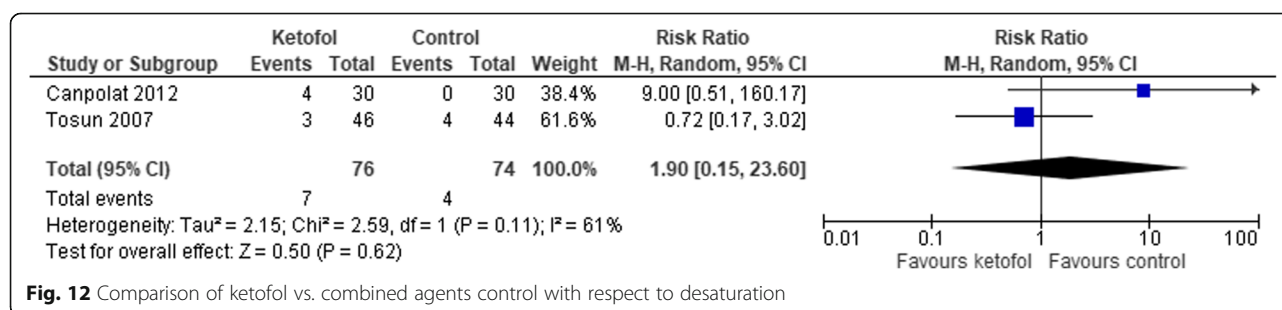 Ketofol Control Risk Ratio Risk Ratio
Study or Subgroup Events Total Events Total Weight M-H, Random, 95% CI M-H, Random, 95% CI
Canpolat 2012 4 30 0 30 38.4% 9.00 [0.51, 160.17]
Tosun 2007 3 46 4 44 61.6% 0.72 [0.17, 3.02]
Total (95% CI) 76 74 100.0% 1.90 [0.15, 23.60]
Total events 7 4
Heterogeneity: Tau² = 2.15; Chi² = 2.59, df = 1 (P = 0.11); I² = 61%
Test for overall effect: Z = 0.50 (P = 0.62)
0.01 0.1 1 10 100
Favours ketofol Favours control
Fig. 12 Comparison of ketofol vs. combined agents control with respect to desaturation